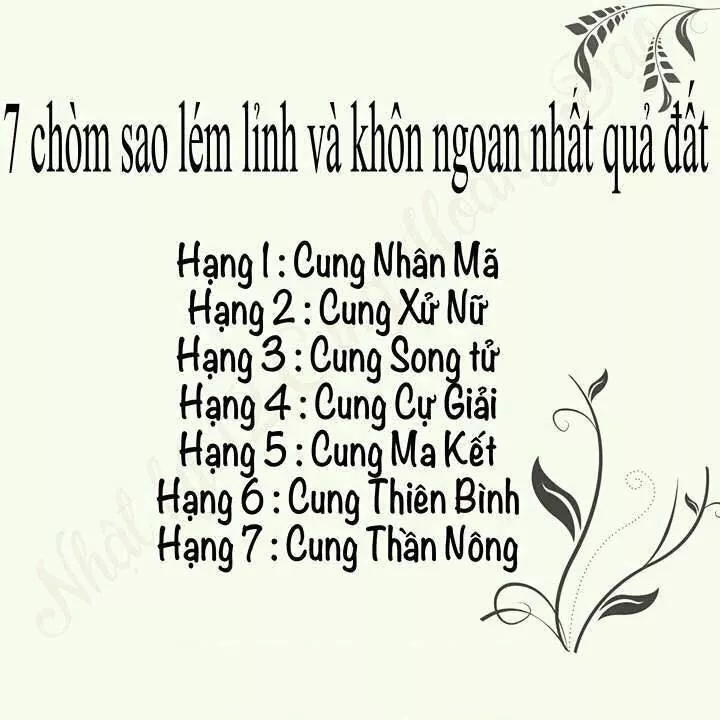 7 chòm sao lém lỉnh và khôn ngoan nhất quả đất
Hạng 1 : Cung Nhân Mã
Hạng 2 : Cung Xử Nữ
Hạng 3 : Cung Song tử
Hạng 4 : Cung Cự Giải
Hạng 5 : Cung Ma Kết
Hạng 6 : Cung Thiên Bình
Hạng 7 : Cung Thần Nông